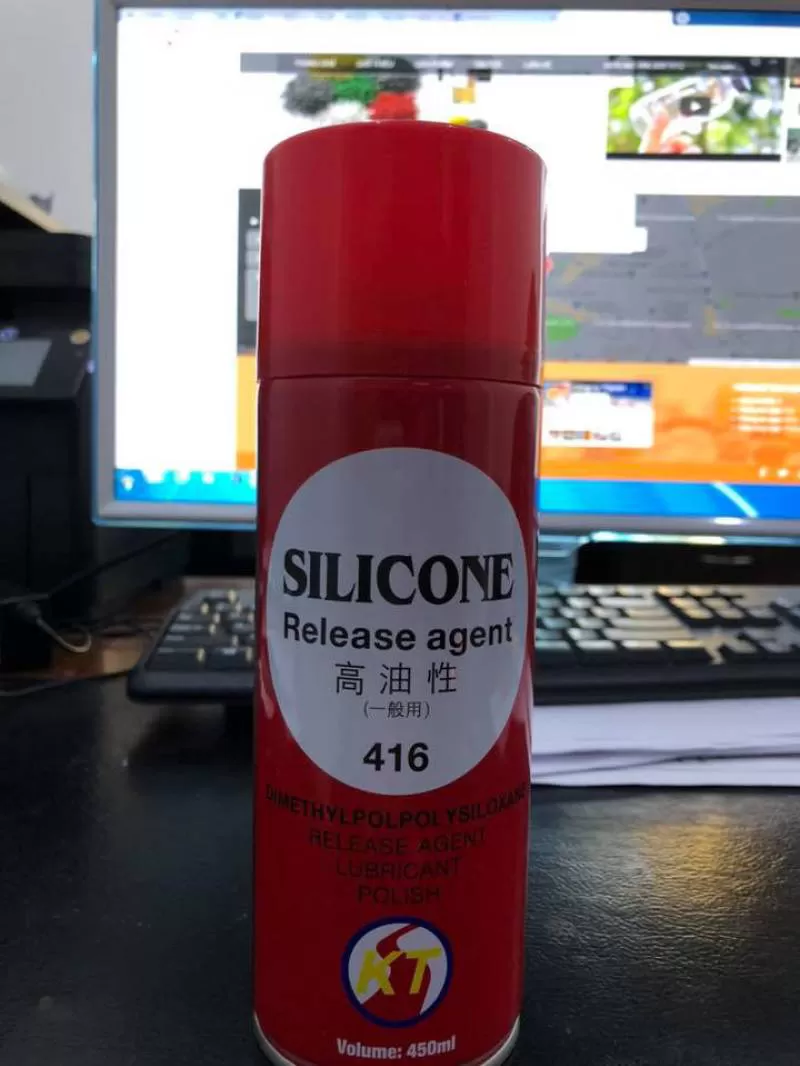 SILICONE
Release agent
高油性
(一般用)
416
DIMETHYLPOLPOLYSILOXANE
RELEASE AGENT
LUBRICANT
POLISH
KT
Volume: 450ml